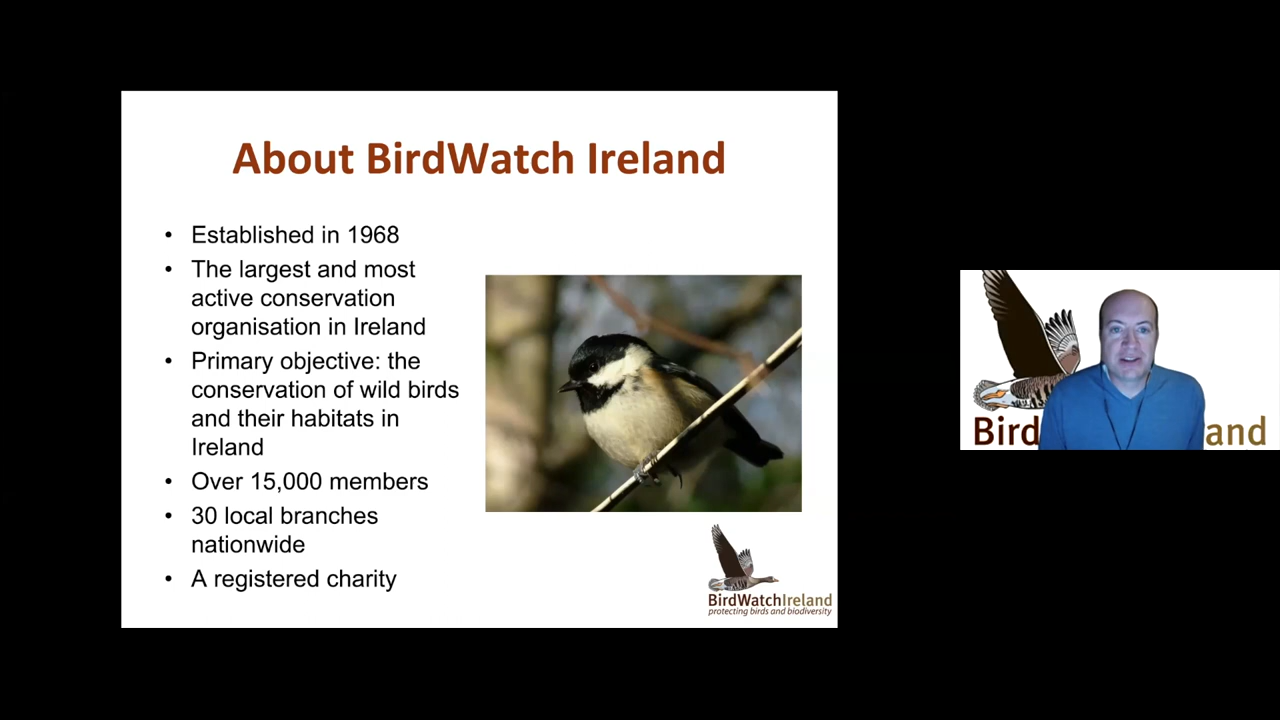 About BirdWatch Ireland
• Established in 1968
• The largest and most
active conservation
organisation in Ireland
• Primary objective: the
conservation of wild birds
and their habitats in
Ireland
• Over 15,000 members
• 30 local branches
nationwide
• A registered charity
BirdWatchIreland
protecting birds and biodiversity
Bird and